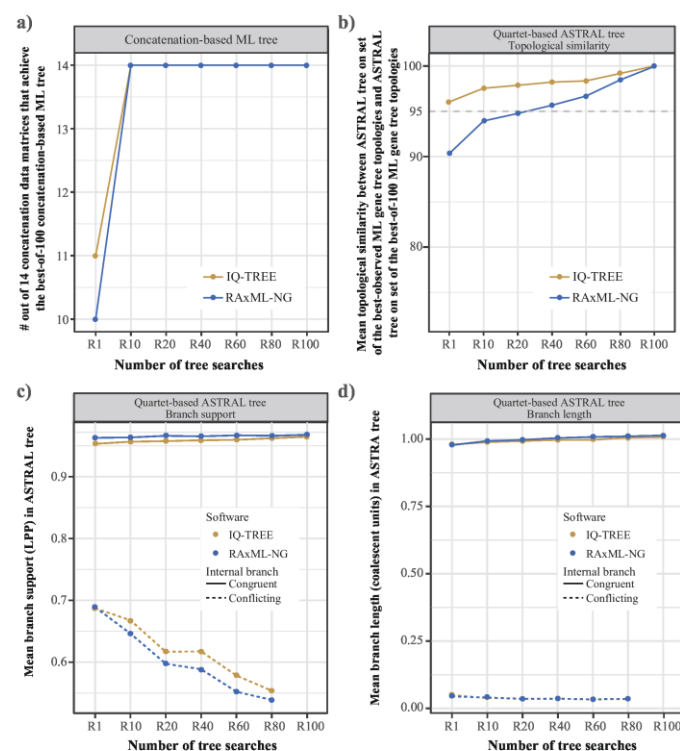 a)
Concatenation-based ML tree
# out of 14 concatenation data matrices that achieve
the best-of-100 concatenation-based ML tree
14
13
12
11
10
IQ-TREE
RAxML-NG
R1 R10 R20 R40 R60 R80 R100
Number of tree searches
b)
Quartet-based ASTRAL tree
Topological similarity
Mean topological similarity between ASTRAL tree on set
of the best-observed ML gene tree topologies and ASTRAL
tree on set of the best-of-100 ML gene tree topologies
100
95
90
80
IQ-TREE
RAxML-NG
R1 R10 R20 R40 R60 R80 R100
Number of tree searches
c)
Quartet-based ASTRAL tree
Branch support
Mean branch support (LPP) in ASTRAL tree
0.9
0.7
0.6
Software
IQ-TREE
RAxML-NG
Internal branch
Congruent
Conflicting
R1 R10 R20 R40 R60 R80 R100
Number of tree searches
d)
Quartet-based ASTRAL tree
Branch length
Mean branch length (coalescent units) in ASTRA tree
1.00
0.75
0.50
0.25
0.00
Software
IQ-TREE
RAxML-NG
Internal branch
Congruent
Conflicting
R1 R10 R20 R40 R60 R80 R100
Number of tree searches